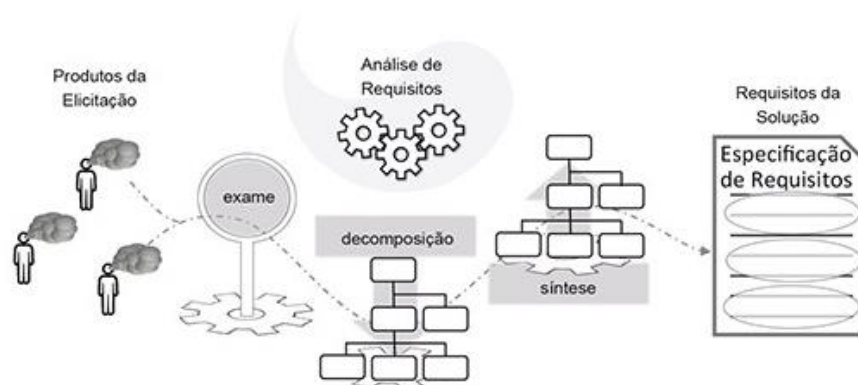 Produtos da
Elicitação
Análise de
Requisitos
Requisitos da
Solução
Especificação
de Requisitos
exame
decomposição
síntese